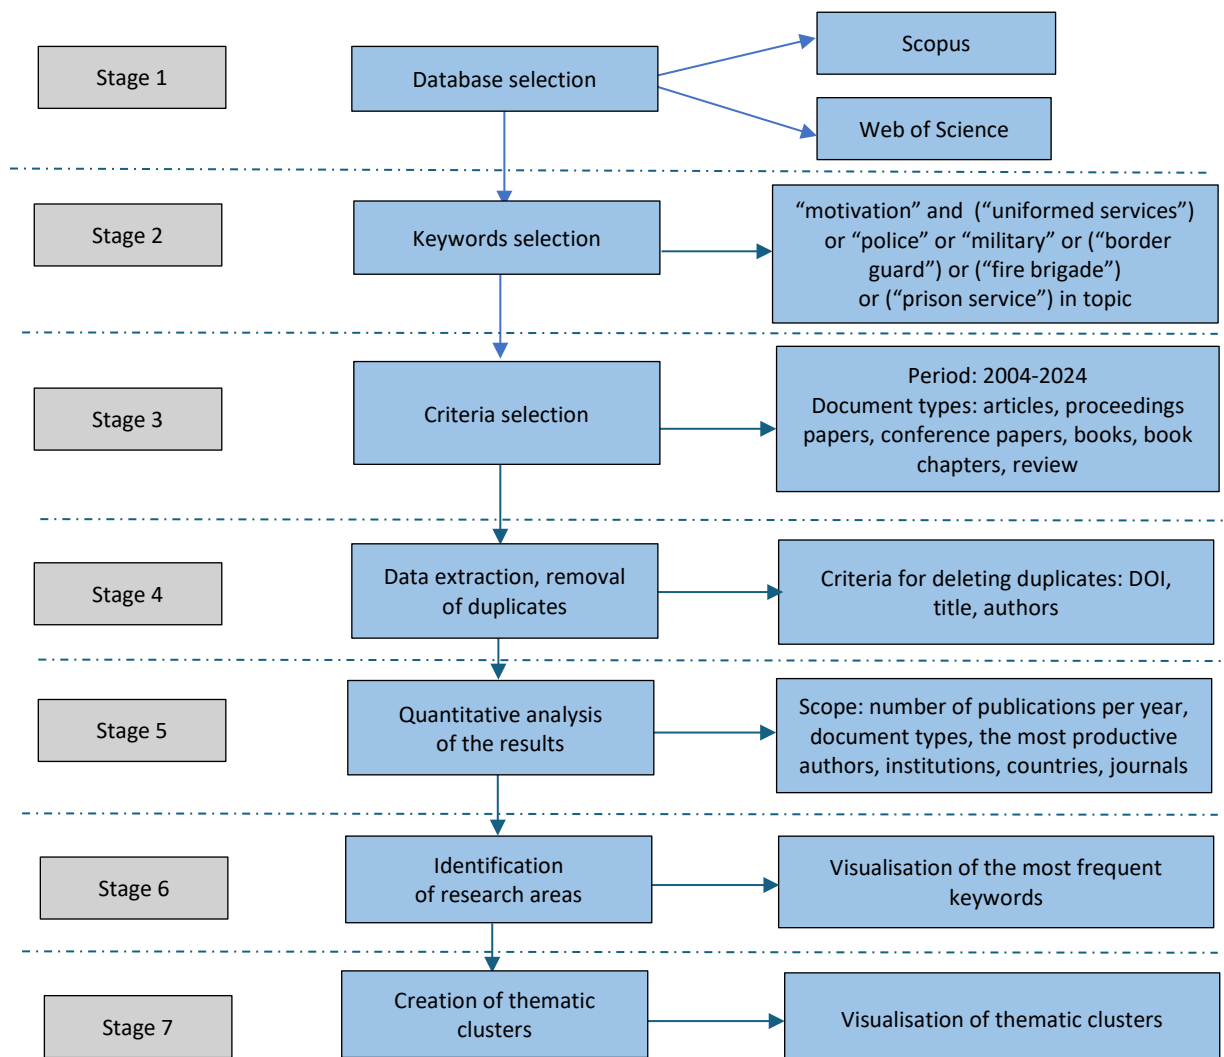 Stage 1
Database selection
Scopus
Web of Science
Stage 2
Keywords selection
“motivation” and (“uniformed services”)
or “police” or “military” or (“border
guard”) or (“fire brigade”)
or (“prison service”) in topic
Stage 3
Criteria selection
Period: 2004-2024
Document types: articles, proceedings
papers, conference papers, books, book
chapters, review
Stage 4
Data extraction, removal
of duplicates
Criteria for deleting duplicates: DOI,
title, authors
Stage 5
Quantitative analysis
of the results
Scope: number of publications per year,
document types, the most productive
authors, institutions, countries, journals
Stage 6
Identification
of research areas
Visualisation of the most frequent
keywords
Stage 7
Creation of thematic
clusters
Visualisation of thematic clusters